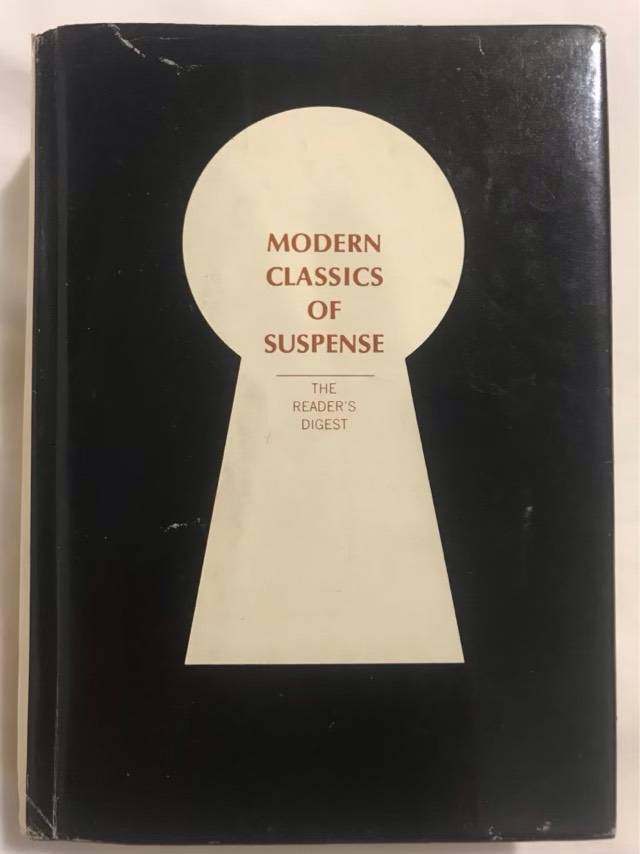 MODERN
CLASSICS
OF
SUSPENSE
THE
READER'S
DIGEST